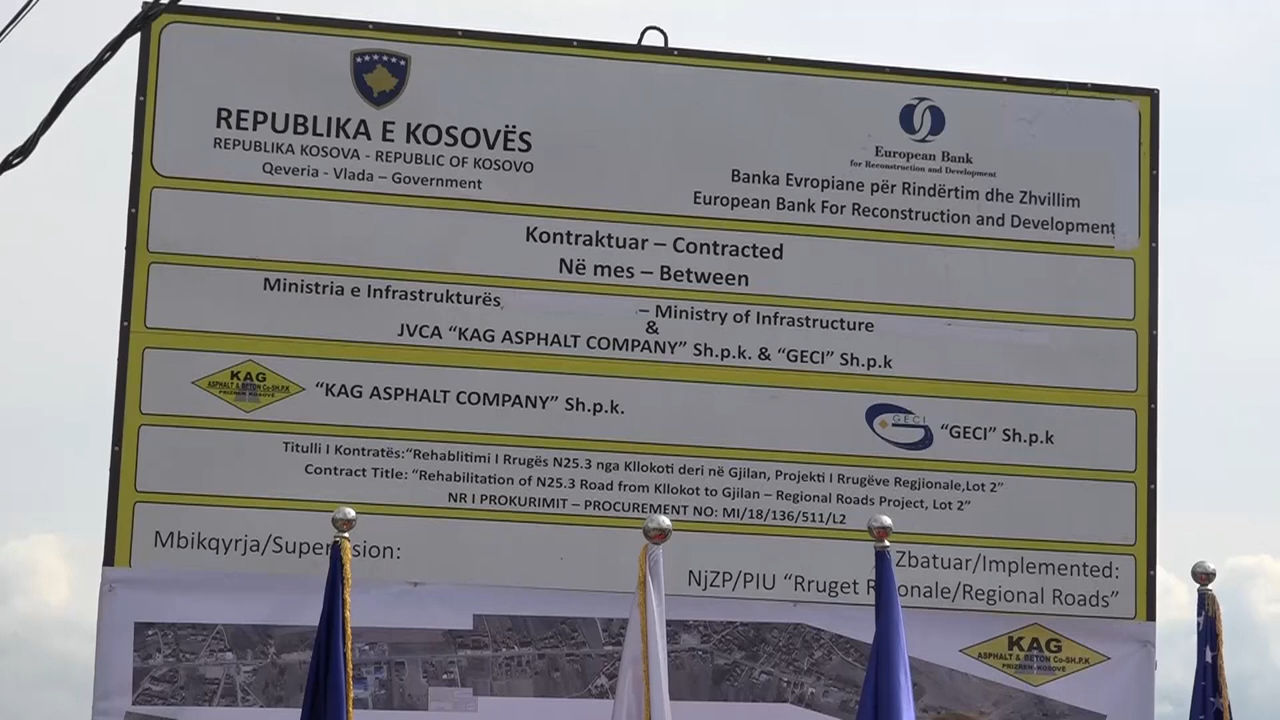 REPUBLIKA E KOSOVËS
REPUBLIKA KOSOVA - REPUBLIC OF KOSOVO
Qeveria - Vlada – Government
European Bank
for Reconstruction and Development
Banka Evropiane për Rindërtim dhe Zhvillim
European Bank For Reconstruction and Development
Kontraktuar – Contracted
Në mes – Between
Ministria e Infrastrukturës – Ministry of Infrastructure
&
JVCA “KAG ASPHALT COMPANY” Sh.p.k. & “GECI” Sh.p.k
KAG
ASPHALT & BETON Co-SH.P.K
PRIZREN-KOSOVË
“KAG ASPHALT COMPANY” Sh.p.k.
GECI
“GECI” Sh.p.k
Titulli I Kontratës:“Rehablitimi I Rrugës N25.3 nga Kllokoti deri në Gjilan, Projekti I Rrugëve Regjionale,Lot 2”
Contract Title: “Rehabilitation of N25.3 Road from Kllokot to Gjilan – Regional Roads Project, Lot 2”
NR I PROKURIMIT – PROCUREMENT NO: MI/18/136/511/L2
Mbikqyrja/Supervision:
Zbatuar/Implemented:
NjZP/PIU “Rruget Regionale/Regional Roads”
KAG
ASPHALT & BETON Co-SH.P.K
PRIZREN-KOSOVË